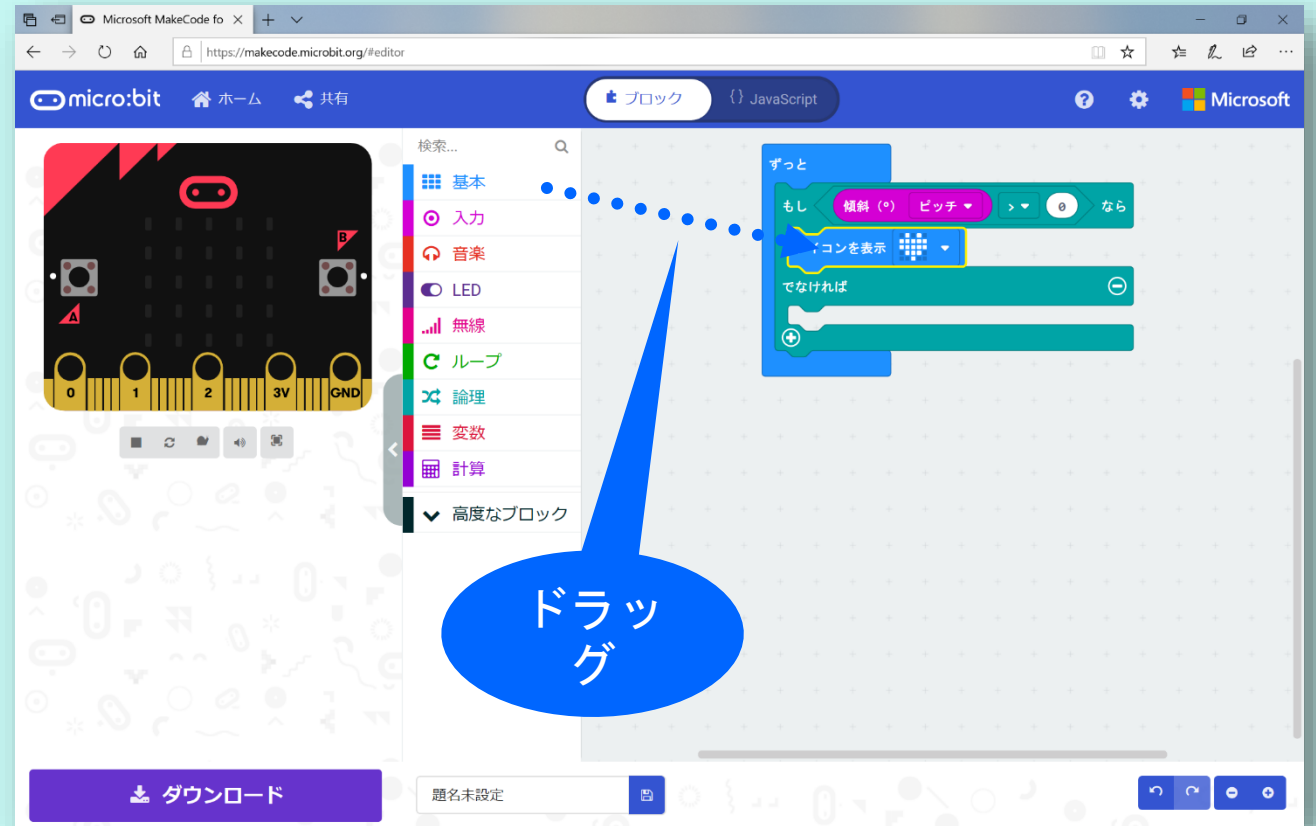 Microsoft MakeCode fo
https://makecode.microbit.org/#editor
micro:bit
ホーム
共有
ブロック
{} JavaScript
Microsoft
検索...
基本
入力
音楽
LED
無線
ループ
論理
変数
計算
高度なブロック
ずっと
もし 傾斜 (°) ピッチ > 0 なら
コンを表示
でなければ
B
A
0 1 2 3V GND
ドラッ
グ
ダウンロード
題名未設定